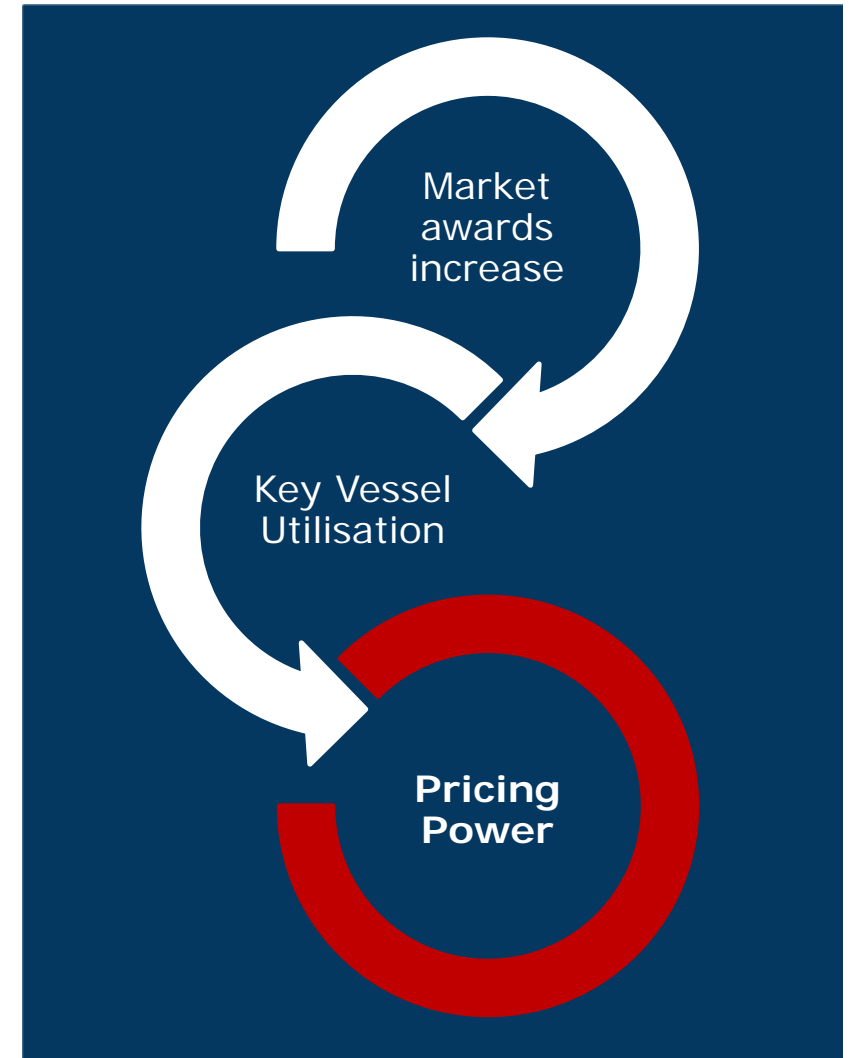 Market
awards
increase
Key Vessel
Utilisation
Pricing
Power